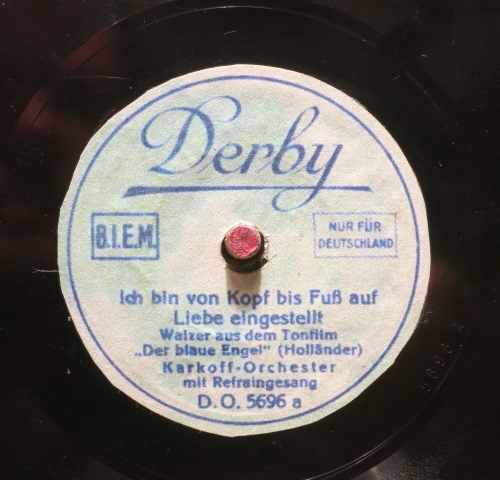 Derby
B.I.E.M.
NUR FÜR
DEUTSCHLAND
Ich bin von Kopf bis Fuß auf
Liebe eingestellt
Walzer aus dem Tonfilm
„Der blaue Engel" (Holländer)
Karkoff-Orchester
mit Refraingesang
D.O. 5696 a
5696 A